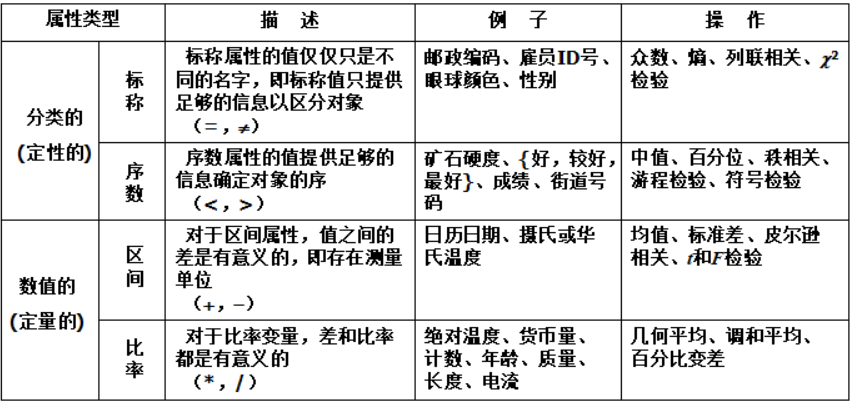 属性类型 描 述 例 子 操 作
分类的
(定性的)
标
称
标称属性的值仅仅只是不
同的名字，即标称值只提供
足够的信息以区分对象
（=，≠）
邮政编码、雇员ID号、
眼球颜色、性别
众数、熵、列联相关、χ²
检验
序
数
序数属性的值提供足够的
信息确定对象的序
（<，>）
矿石硬度、{好，较好，
最好}、成绩、街道号
码
中值、百分位、秩相关、
游程检验、符号检验
数值的
(定量的)
区
间
对于区间属性，值之间的
差是有意义的，即存在测量
单位
（+，−）
日历日期、摄氏或华
氏温度
均值、标准差、皮尔逊
相关、t和F检验
比
率
对于比率变量，差和比率
都是有意义的
（*，/）
绝对温度、货币量、
计数、年龄、质量、
长度、电流
几何平均、调和平均、
百分比变差